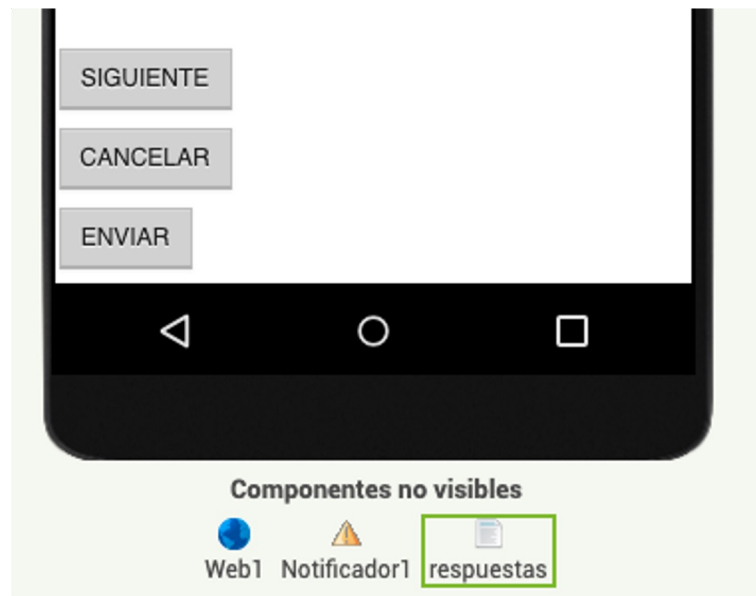 SIGUIENTE
CANCELAR
ENVIAR
Componentes no visibles
Web1 Notificador1 respuestas